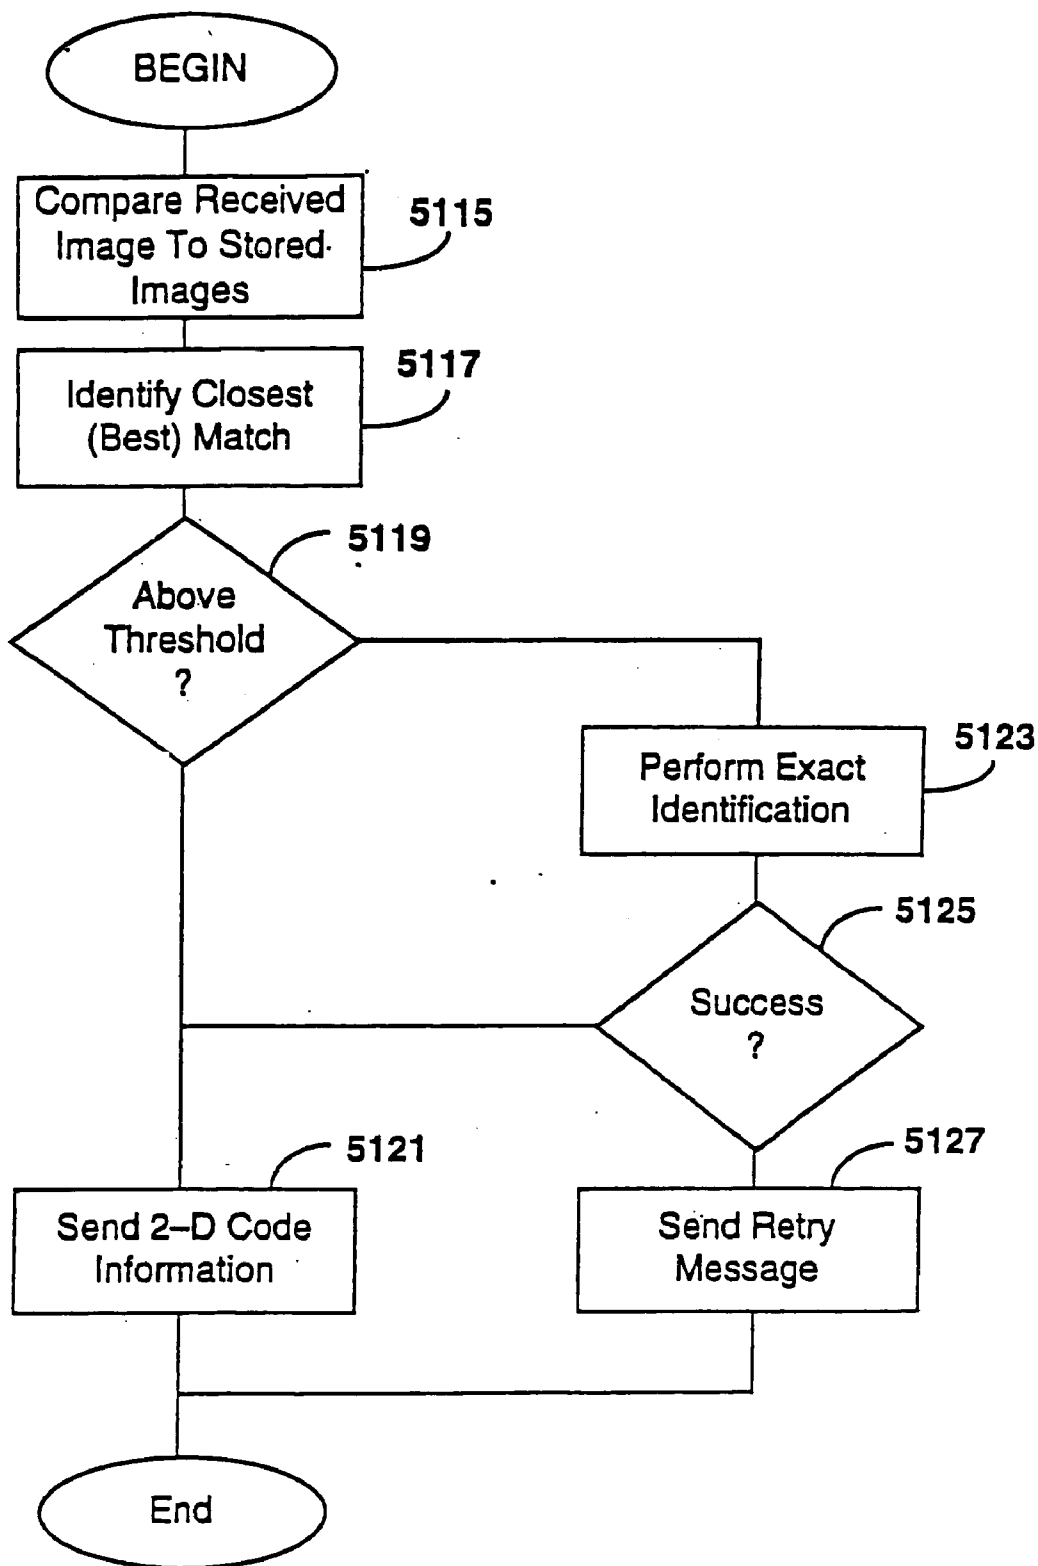 BEGIN
Compare Received
Image To Stored
Images
5115
Identify Closest
(Best) Match
5117
Above
Threshold
?
5119
Perform Exact
Identification
5123
Success
?
5125
Send 2–D Code
Information
5121
Send Retry
Message
5127
End